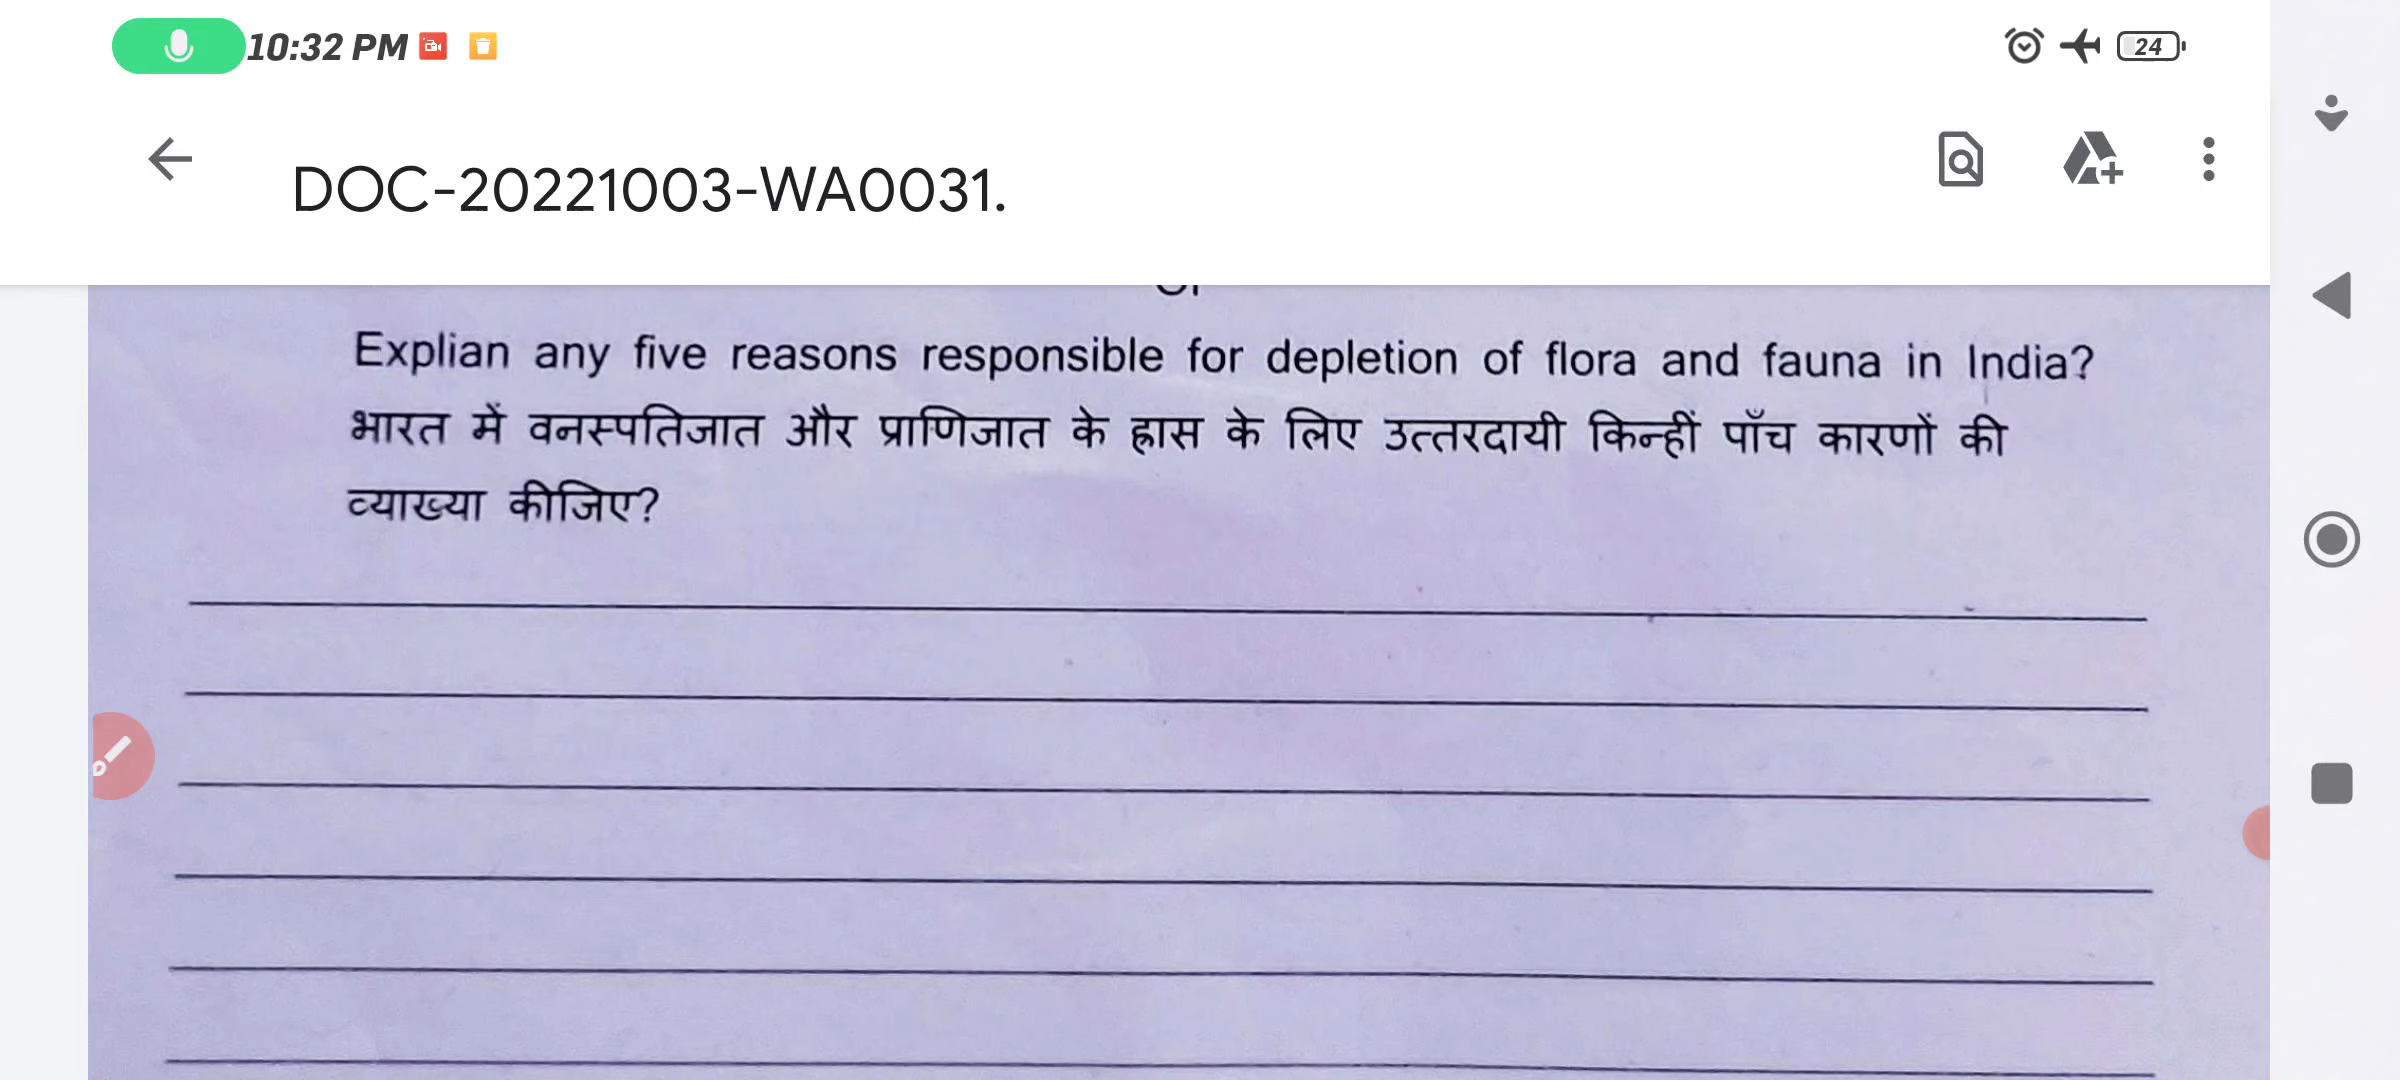 10:32 PM
24
DOC-20221003-WA0031.
Explian any five reasons responsible for depletion of flora and fauna in India?
भारत में वनस्पतिजात और प्राणिजात के ह्रास के लिए उत्तरदायी किन्हीं पाँच कारणों की
व्याख्या कीजिए?